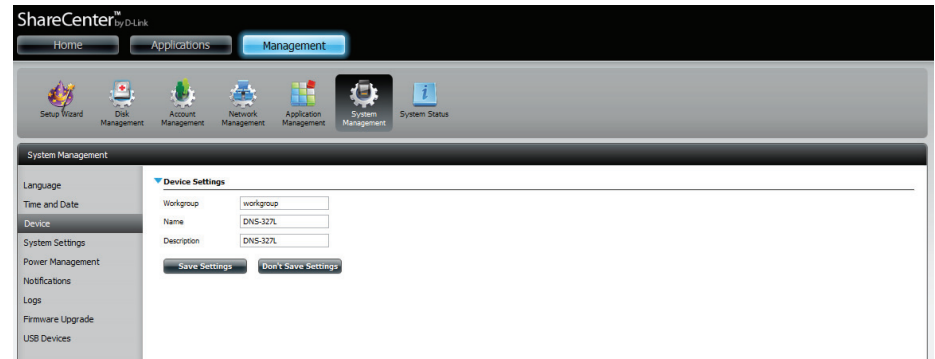 ShareCenter™ by D-Link
Home Applications Management
Setup Wizard
Disk Management
Account Management
Network Management
Application Management
System Management
System Status
System Management
Language
Time and Date
Device
System Settings
Power Management
Notifications
Logs
Firmware Upgrade
USB Devices
Device Settings
Workgroup workgroup
Name DNS-327L
Description DNS-327L
Save Settings Don't Save Settings